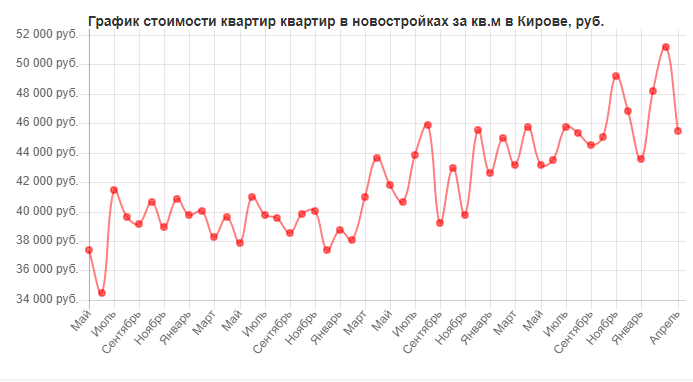 График стоимости квартир квартир в новостройках за кв.м в Кирове, руб.
52 000 руб.
50 000 руб.
48 000 руб.
46 000 руб.
44 000 руб.
42 000 руб.
40 000 руб.
38 000 руб.
36 000 руб.
34 000 руб.
Май
Июль
Сентябрь
Ноябрь
Январь
Март
Май
Июль
Сентябрь
Ноябрь
Январь
Март
Май
Июль
Сентябрь
Ноябрь
Январь
Март
Май
Июль
Сентябрь
Ноябрь
Январь
Апрель